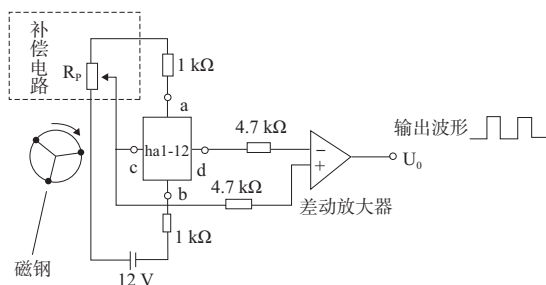 补偿电路
R_P
1 kΩ
a
4.7 kΩ
输出波形
ha1-12
c
d
−
+
U_0
b
4.7 kΩ
差动放大器
1 kΩ
磁钢
12 V